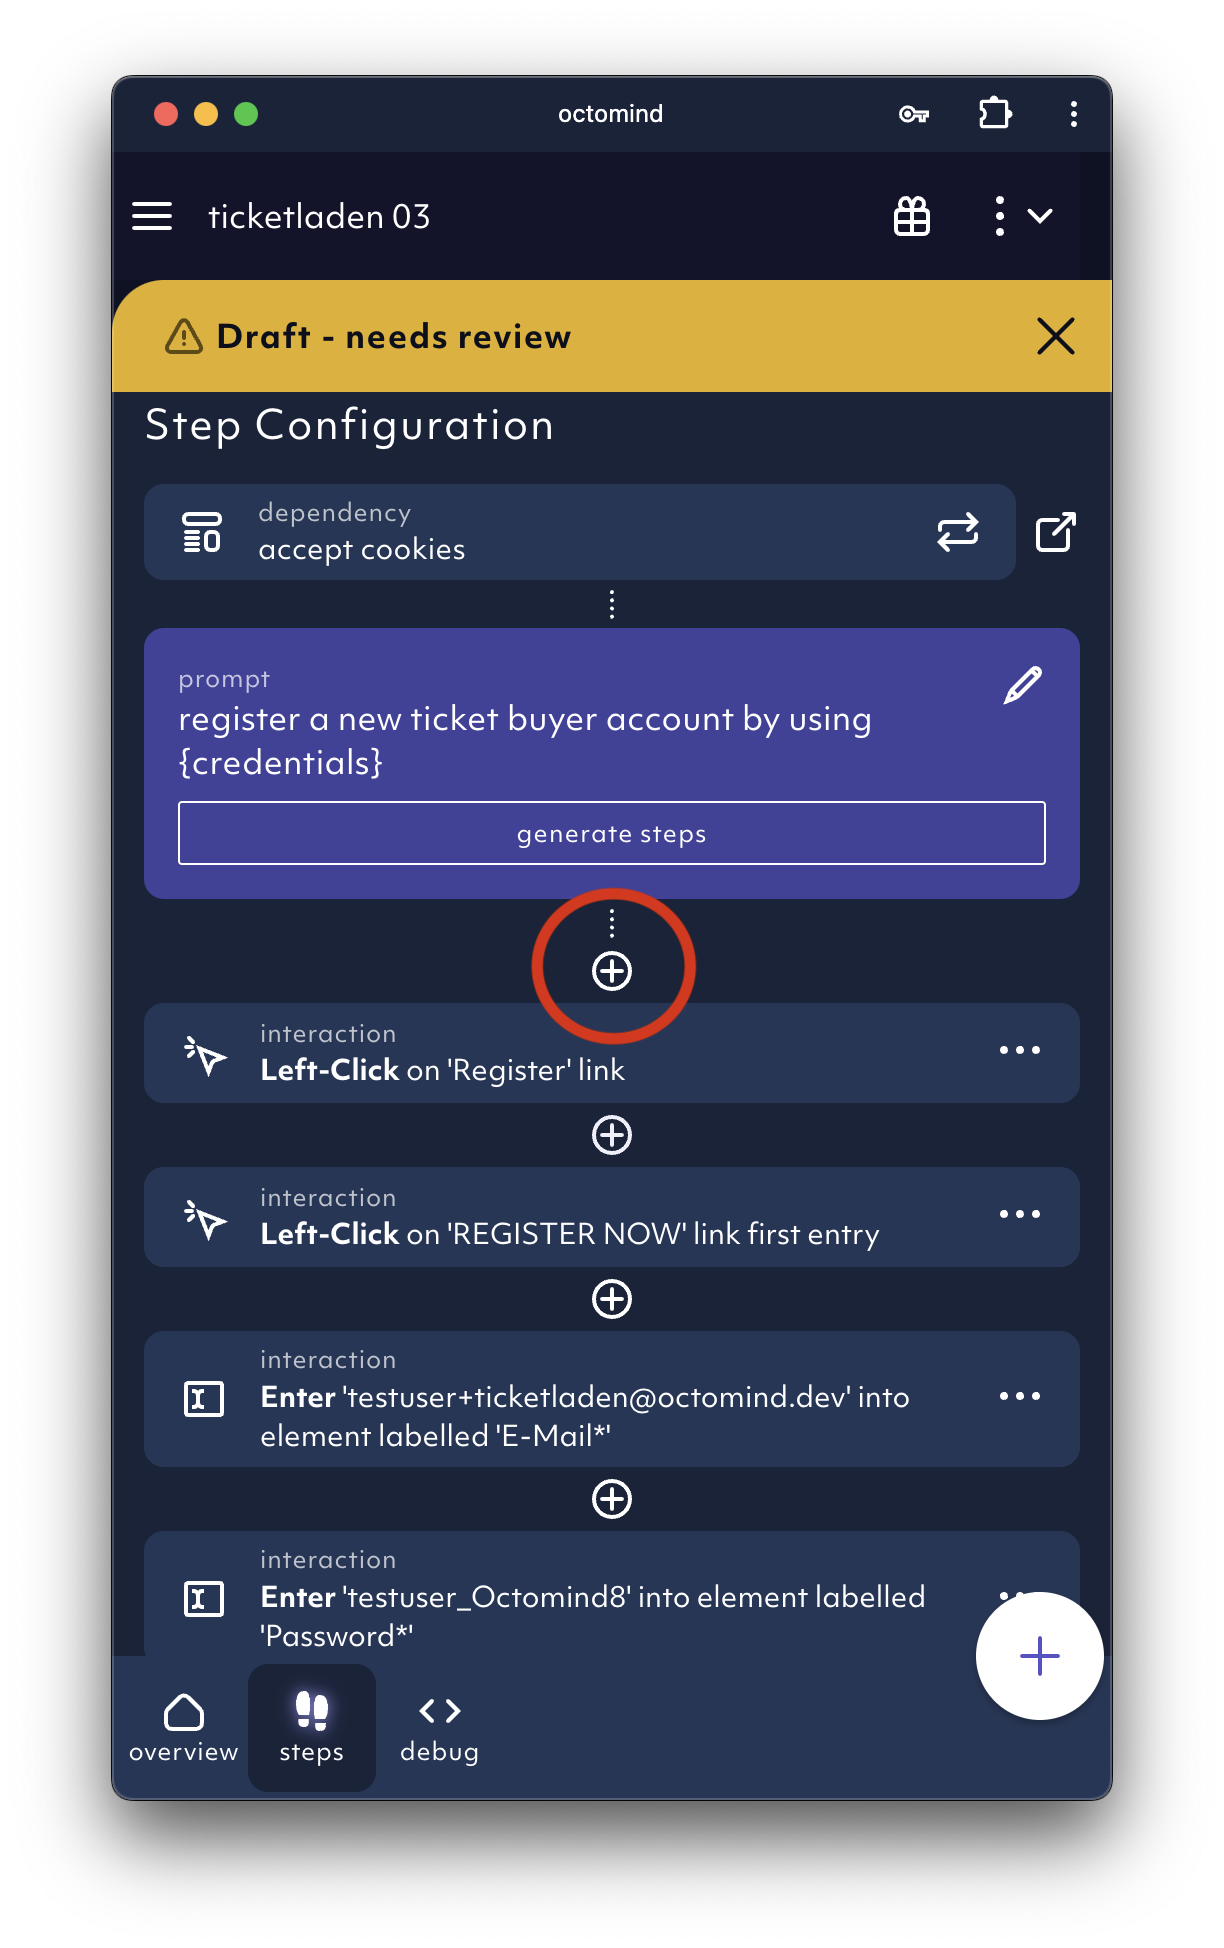 octomind
ticketladen 03
Draft - needs review
Step Configuration
dependency
accept cookies
prompt
register a new ticket buyer account by using
{credentials}
generate steps
interaction
Left-Click on 'Register' link
interaction
Left-Click on 'REGISTER NOW' link first entry
interaction
Enter 'testuser+ticketladen@octomind.dev' into
element labelled 'E-Mail*'
interaction
Enter 'testuser_Octomind8' into element labelled
'Password*'
overview
steps
debug